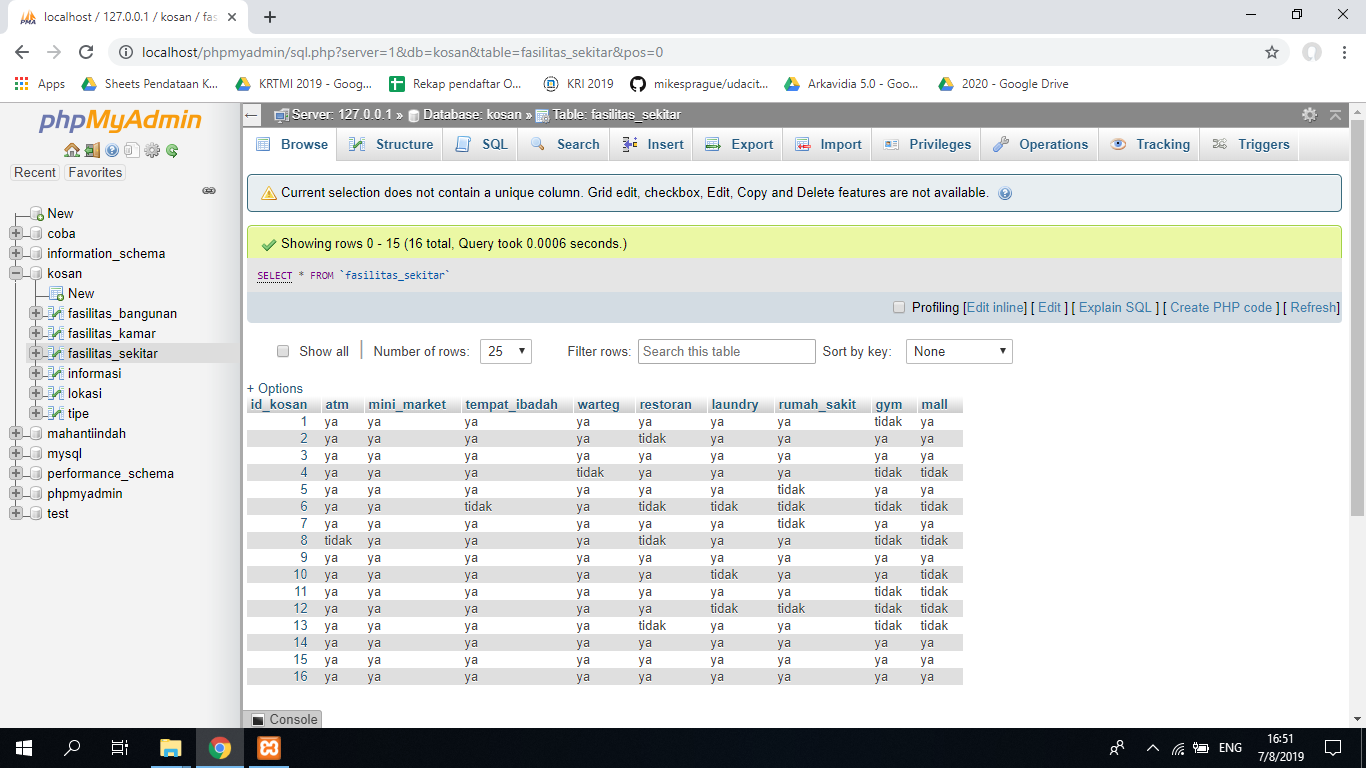 localhost / 127.0.0.1 / kosan / fas
localhost/phpmyadmin/sql.php?server=1&db=kosan&table=fasilitas_sekitar&pos=0
Apps Sheets Pendataan K... KRTMI 2019 - Goog... Rekap pendaftar O... KRI 2019 mikesprague/udacit... Arkavidia 5.0 - Goo... 2020 - Google Drive
phpMyAdmin
Recent Favorites
New
coba
information_schema
kosan
New
fasilitas_bangunan
fasilitas_kamar
fasilitas_sekitar
informasi
lokasi
tipe
mahantiindah
mysql
performance_schema
phpmyadmin
test
Server: 127.0.0.1 » Database: kosan » Table: fasilitas_sekitar
Browse Structure SQL Search Insert Export Import Privileges Operations Tracking Triggers
Current selection does not contain a unique column. Grid edit, checkbox, Edit, Copy and Delete features are not available.
Showing rows 0 - 15 (16 total, Query took 0.0006 seconds.)
SELECT * FROM `fasilitas_sekitar`
Profiling [Edit inline] [ Edit ] [ Explain SQL ] [ Create PHP code ] [ Refresh]
Show all | Number of rows: 25 Filter rows: Search this table Sort by key: None
+ Options
id_kosan atm mini_market tempat_ibadah warteg restoran laundry rumah_sakit gym mall
1 ya ya ya ya ya ya ya tidak ya
2 ya ya ya ya tidak ya ya ya ya
3 ya ya ya ya ya ya ya ya ya
4 ya ya ya tidak ya ya ya tidak tidak
5 ya ya ya ya ya ya tidak ya ya
6 ya ya tidak ya tidak tidak tidak tidak tidak
7 ya ya ya ya ya ya tidak ya ya
8 tidak ya ya ya tidak ya ya tidak tidak
9 ya ya ya ya ya ya ya ya ya
10 ya ya ya ya ya tidak ya ya tidak
11 ya ya ya ya ya ya ya tidak tidak
12 ya ya ya ya ya tidak tidak tidak tidak
13 ya ya ya ya tidak ya ya tidak tidak
14 ya ya ya ya ya ya ya ya ya
15 ya ya ya ya ya ya ya ya ya
16 ya ya ya ya ya ya ya ya ya
Console
ENG
16:51
7/8/2019